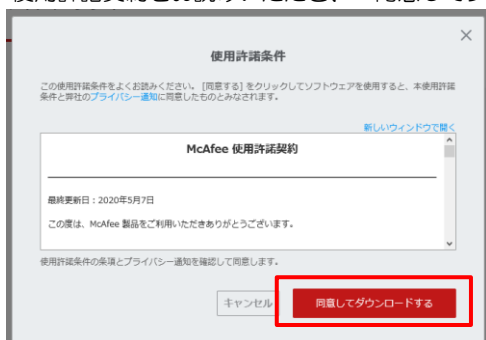 使用許諾条件
この使用許諾条件をよくお読みください。 [同意する] をクリックしてソフトウェアを使用すると、本使用許諾
条件と弊社のプライバシー通知に同意したものとみなされます。
新しいウィンドウで開く
McAfee 使用許諾契約
最終更新日：2020年5月7日
この度は、McAfee 製品をご利用いただきありがとうございます。
使用許諾条件の条項とプライバシー通知を確認して同意します。
キャンセル
同意してダウンロードする